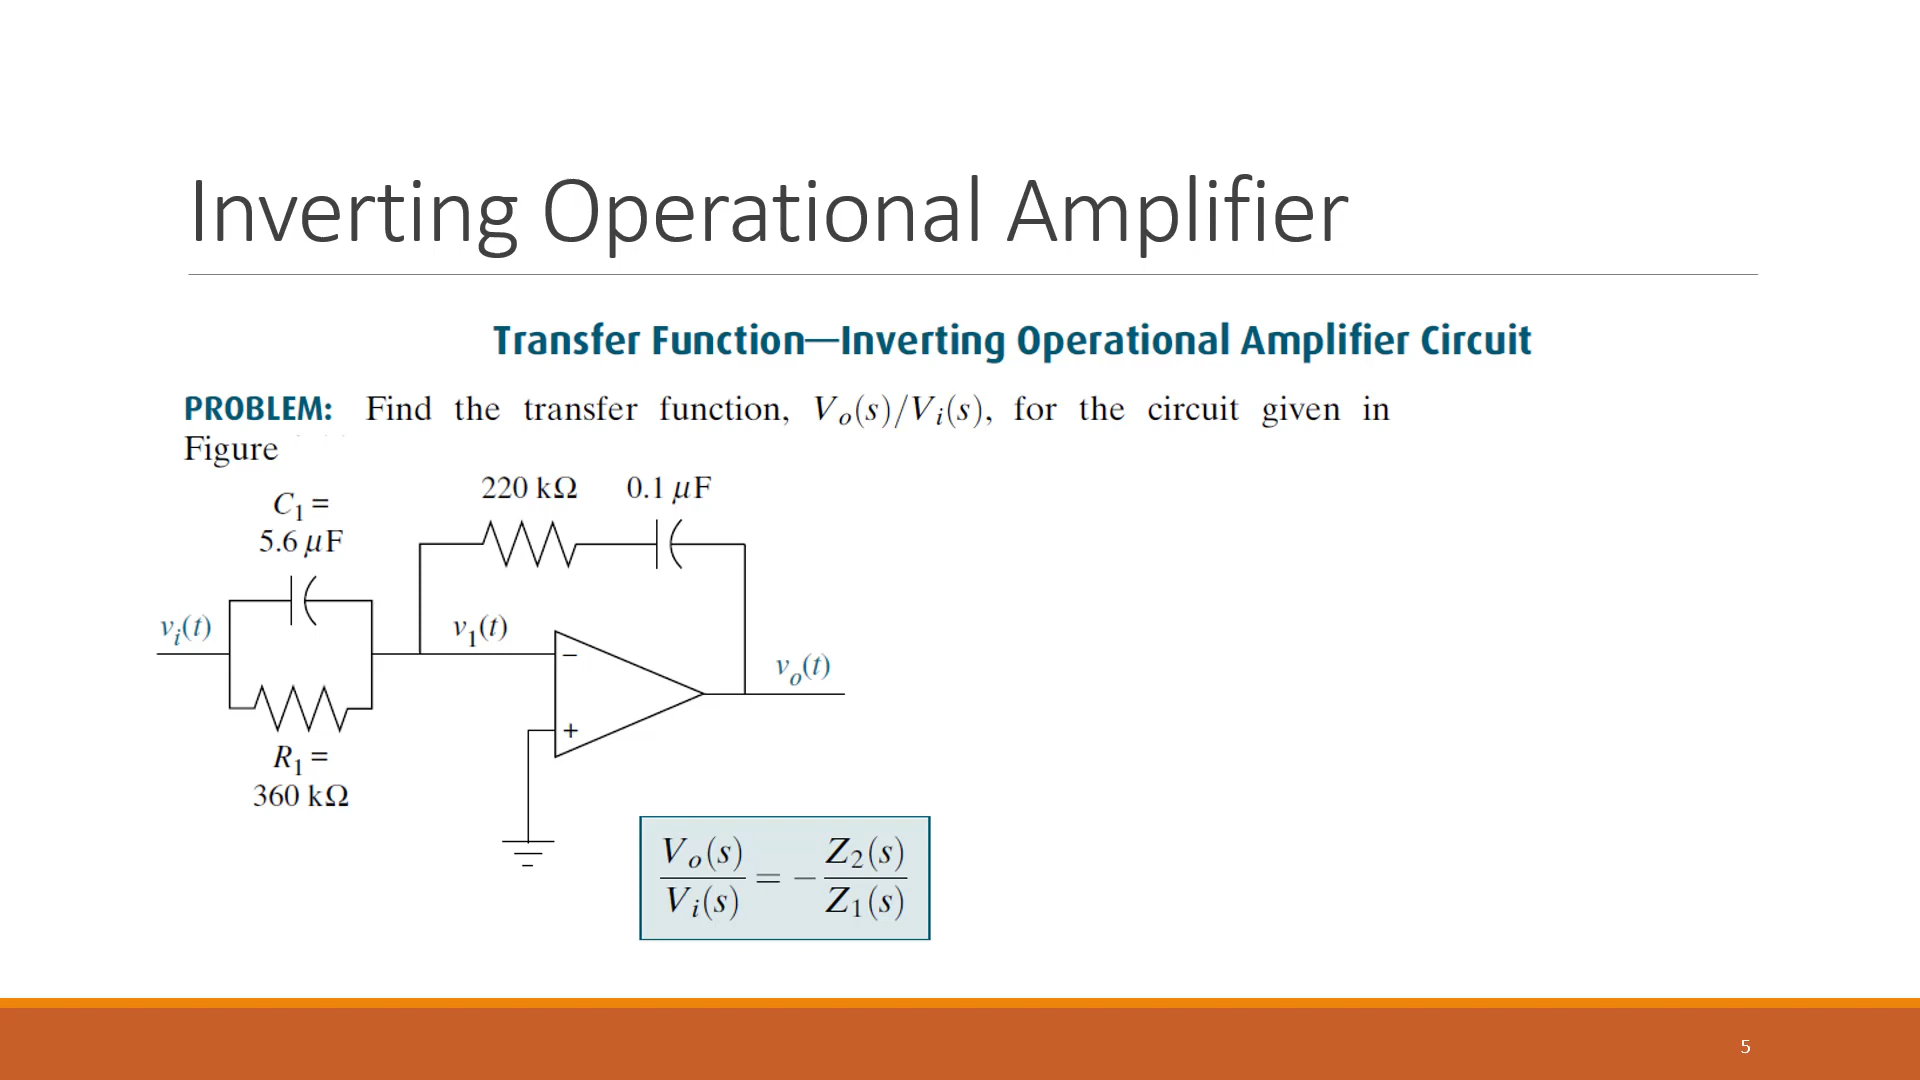 Inverting Operational Amplifier
Transfer Function—Inverting Operational Amplifier Circuit
PROBLEM: Find the transfer function, Vo(s)/Vi(s), for the circuit given in
Figure
220 kΩ 0.1 μF
C1 =
5.6 μF
vi(t)
v1(t)
−
vo(t)
+
R1 =
360 kΩ
Vo(s)/Vi(s) = − Z2(s)/Z1(s)
5